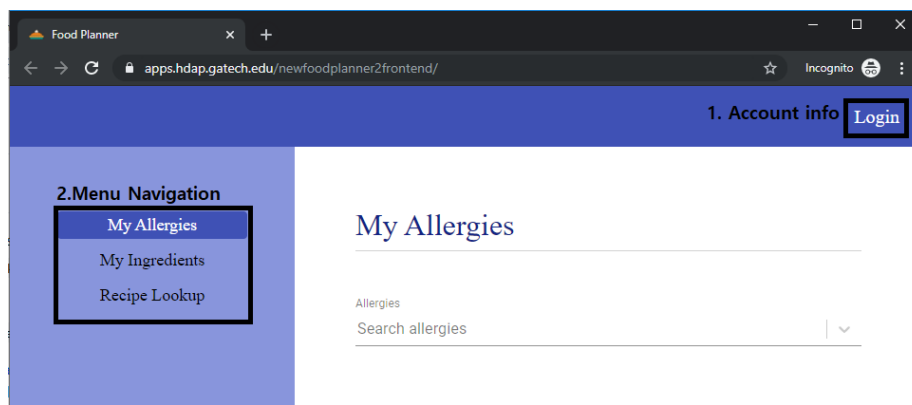 Food Planner
apps.hdap.gatech.edu/newfoodplanner2frontend/
Incognito
1. Account info
Login
2.Menu Navigation
My Allergies
My Ingredients
Recipe Lookup
My Allergies
Allergies
Search allergies